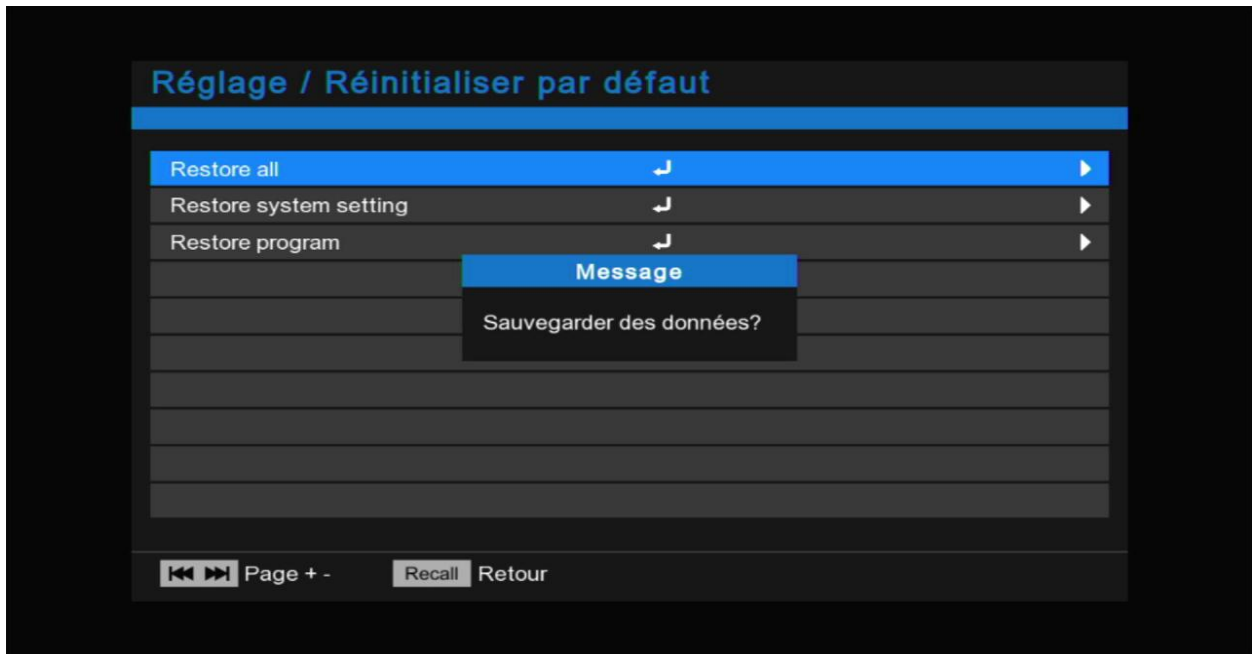 Réglage / Réinitialiser par défaut
Restore all
Restore system setting
Restore program
Message
Sauvegarder des données?
Page + - Recall Retour